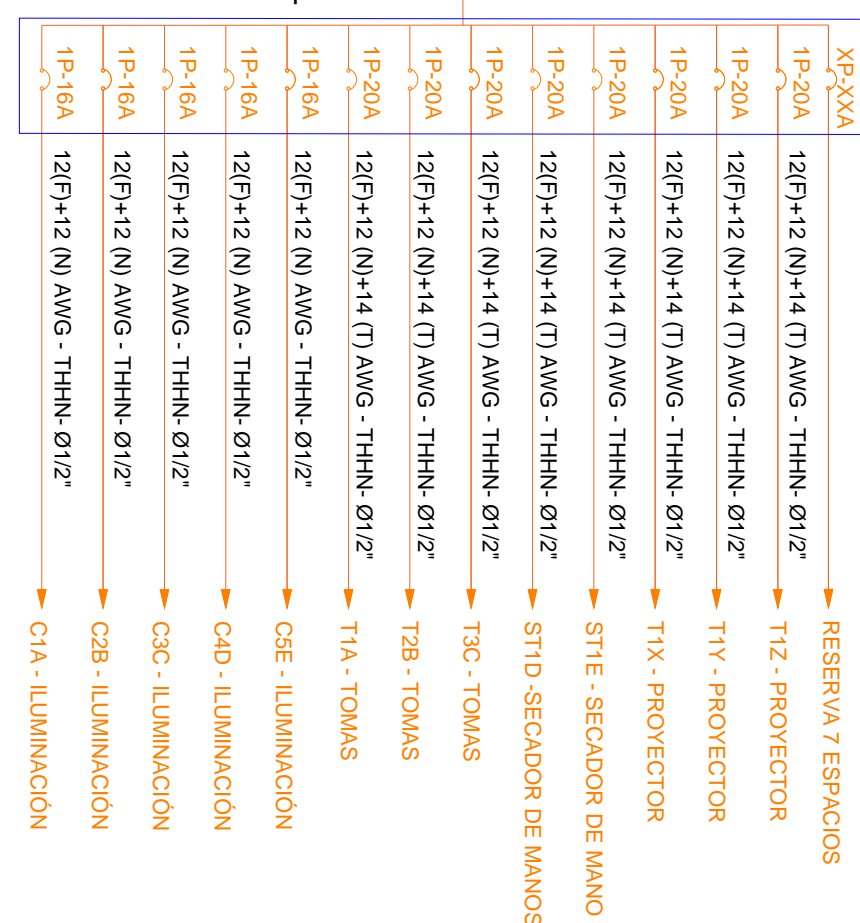 XP-XXA RESERVA 7 ESPACIOS
1P-20A 12(F)+12 (N)+14 (T) AWG - THHN- Ø1/2" T1Z - PROYECTOR
1P-20A 12(F)+12 (N)+14 (T) AWG - THHN- Ø1/2" T1Y - PROYECTOR
1P-20A 12(F)+12 (N)+14 (T) AWG - THHN- Ø1/2" T1X - PROYECTOR
1P-20A 12(F)+12 (N)+14 (T) AWG - THHN- Ø1/2" ST1E - SECADOR DE MANO
1P-20A 12(F)+12 (N)+14 (T) AWG - THHN- Ø1/2" ST1D -SECADOR DE MANOS
1P-20A 12(F)+12 (N)+14 (T) AWG - THHN- Ø1/2" T3C - TOMAS
1P-20A 12(F)+12 (N)+14 (T) AWG - THHN- Ø1/2" T2B - TOMAS
1P-20A 12(F)+12 (N)+14 (T) AWG - THHN- Ø1/2" T1A - TOMAS
1P-16A 12(F)+12 (N) AWG - THHN- Ø1/2" C5E - ILUMINACIÓN
1P-16A 12(F)+12 (N) AWG - THHN- Ø1/2" C4D - ILUMINACIÓN
1P-16A 12(F)+12 (N) AWG - THHN- Ø1/2" C3C - ILUMINACIÓN
1P-16A 12(F)+12 (N) AWG - THHN- Ø1/2" C2B - ILUMINACIÓN
1P-16A 12(F)+12 (N) AWG - THHN- Ø1/2" C1A - ILUMINACIÓN